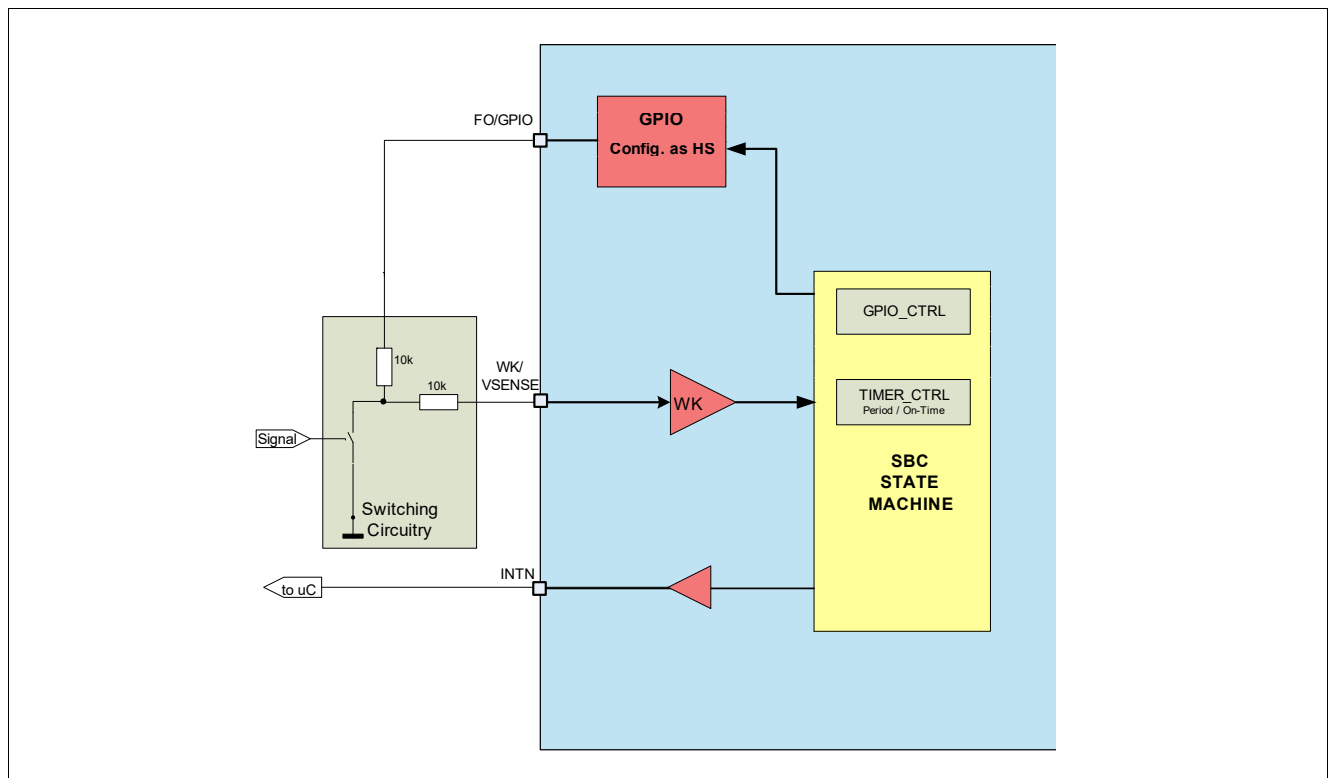 FO/GPIO
GPIO
Config. as HS
GPIO_CTRL
10k
10k
WK/
VSENSE
WK
TIMER_CTRL
Period / On-Time
Signal
SBC
STATE
MACHINE
Switching
Circuitry
INTN
to uC